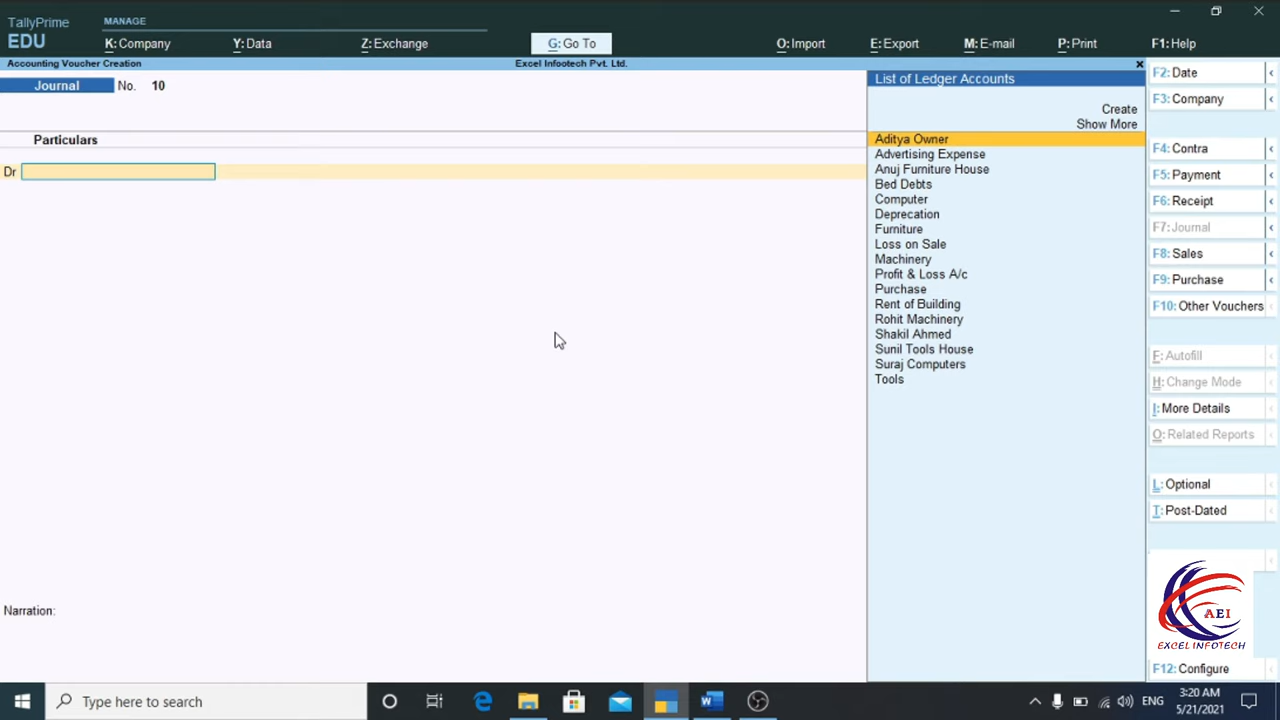 TallyPrime
EDU
MANAGE
K: Company
Y: Data
Z: Exchange
G: Go To
O: Import
E: Export
M: E-mail
P: Print
F1: Help
Accounting Voucher Creation
Excel Infotech Pvt. Ltd.
Journal No. 10
Particulars
Dr
Narration:
List of Ledger Accounts
Create
Show More
Aditya Owner
Advertising Expense
Anuj Furniture House
Bed Debts
Computer
Deprecation
Furniture
Loss on Sale
Machinery
Profit & Loss A/c
Purchase
Rent of Building
Rohit Machinery
Shakil Ahmed
Sunil Tools House
Suraj Computers
Tools
F2: Date
F3: Company
F4: Contra
F5: Payment
F6: Receipt
F7: Journal
F8: Sales
F9: Purchase
F10: Other Vouchers
F: Autofill
H: Change Mode
I: More Details
O: Related Reports
L: Optional
T: Post-Dated
AEI
EXCEL INFOTECH
F12: Configure
Type here to search
ENG
3:20 AM
5/21/2021